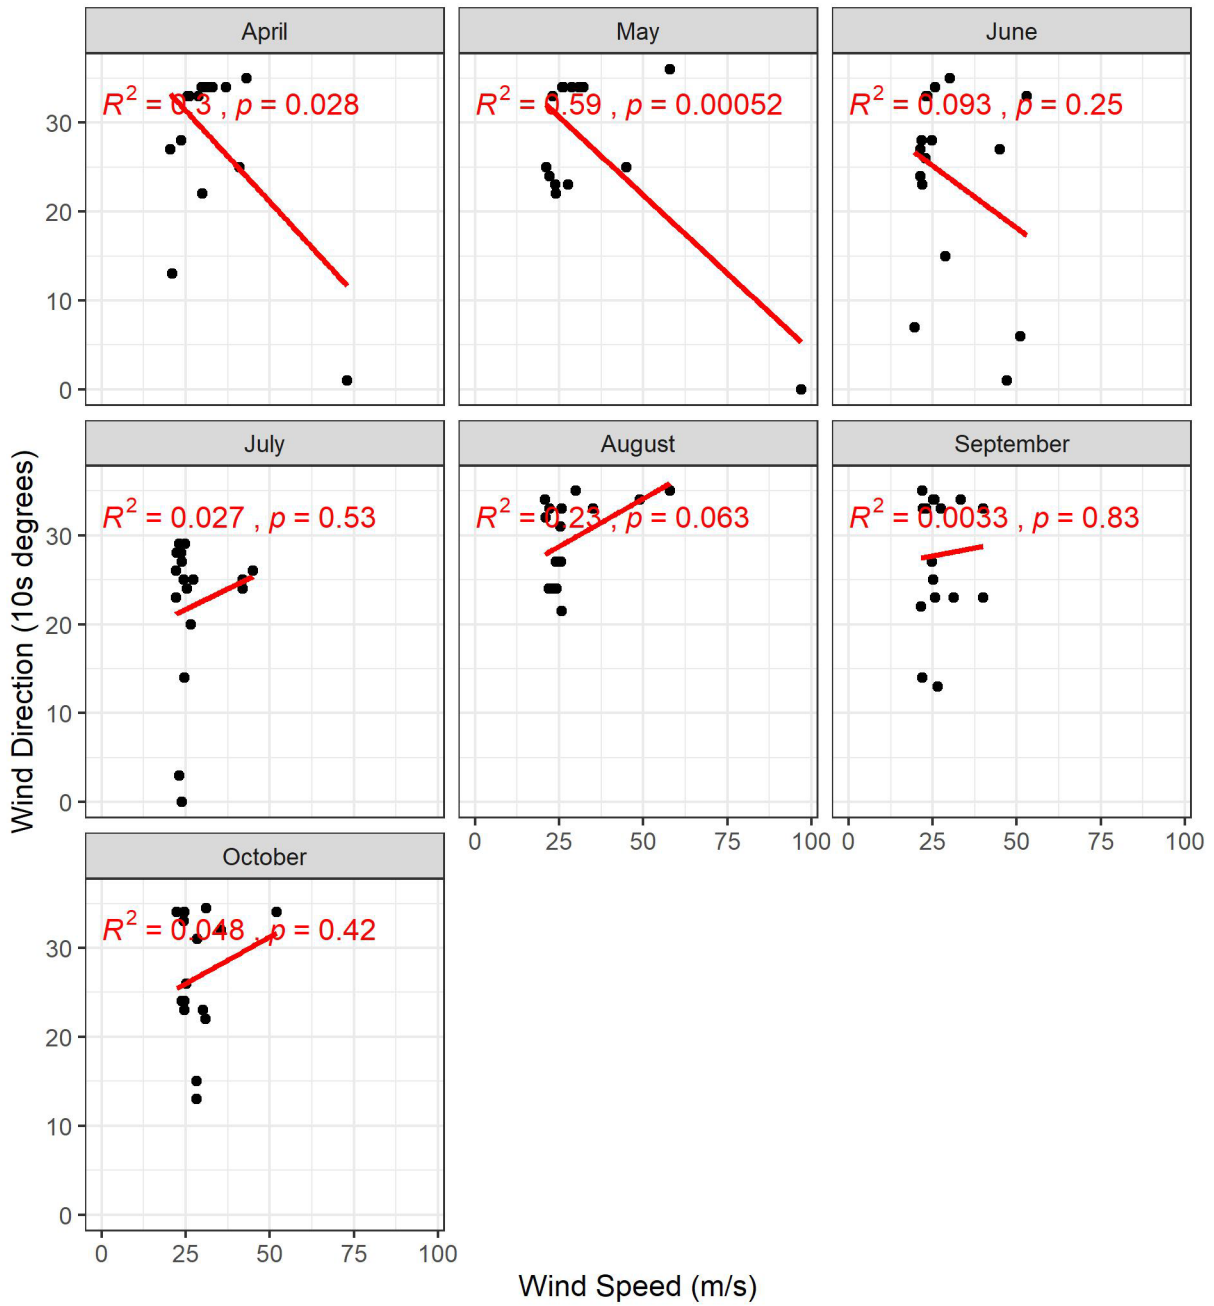 April
May
June
R² = 0.3 , p = 0.028
R² = 0.59 , p = 0.00052
R² = 0.093 , p = 0.25
30
20
10
0
July
August
September
R² = 0.027 , p = 0.53
R² = 0.23 , p = 0.063
R² = 0.0033 , p = 0.83
30
20
10
0
0 25 50 75 100
0 25 50 75 100
October
R² = 0.048 , p = 0.42
30
20
10
0
0 25 50 75 100
Wind Direction (10s degrees)
Wind Speed (m/s)